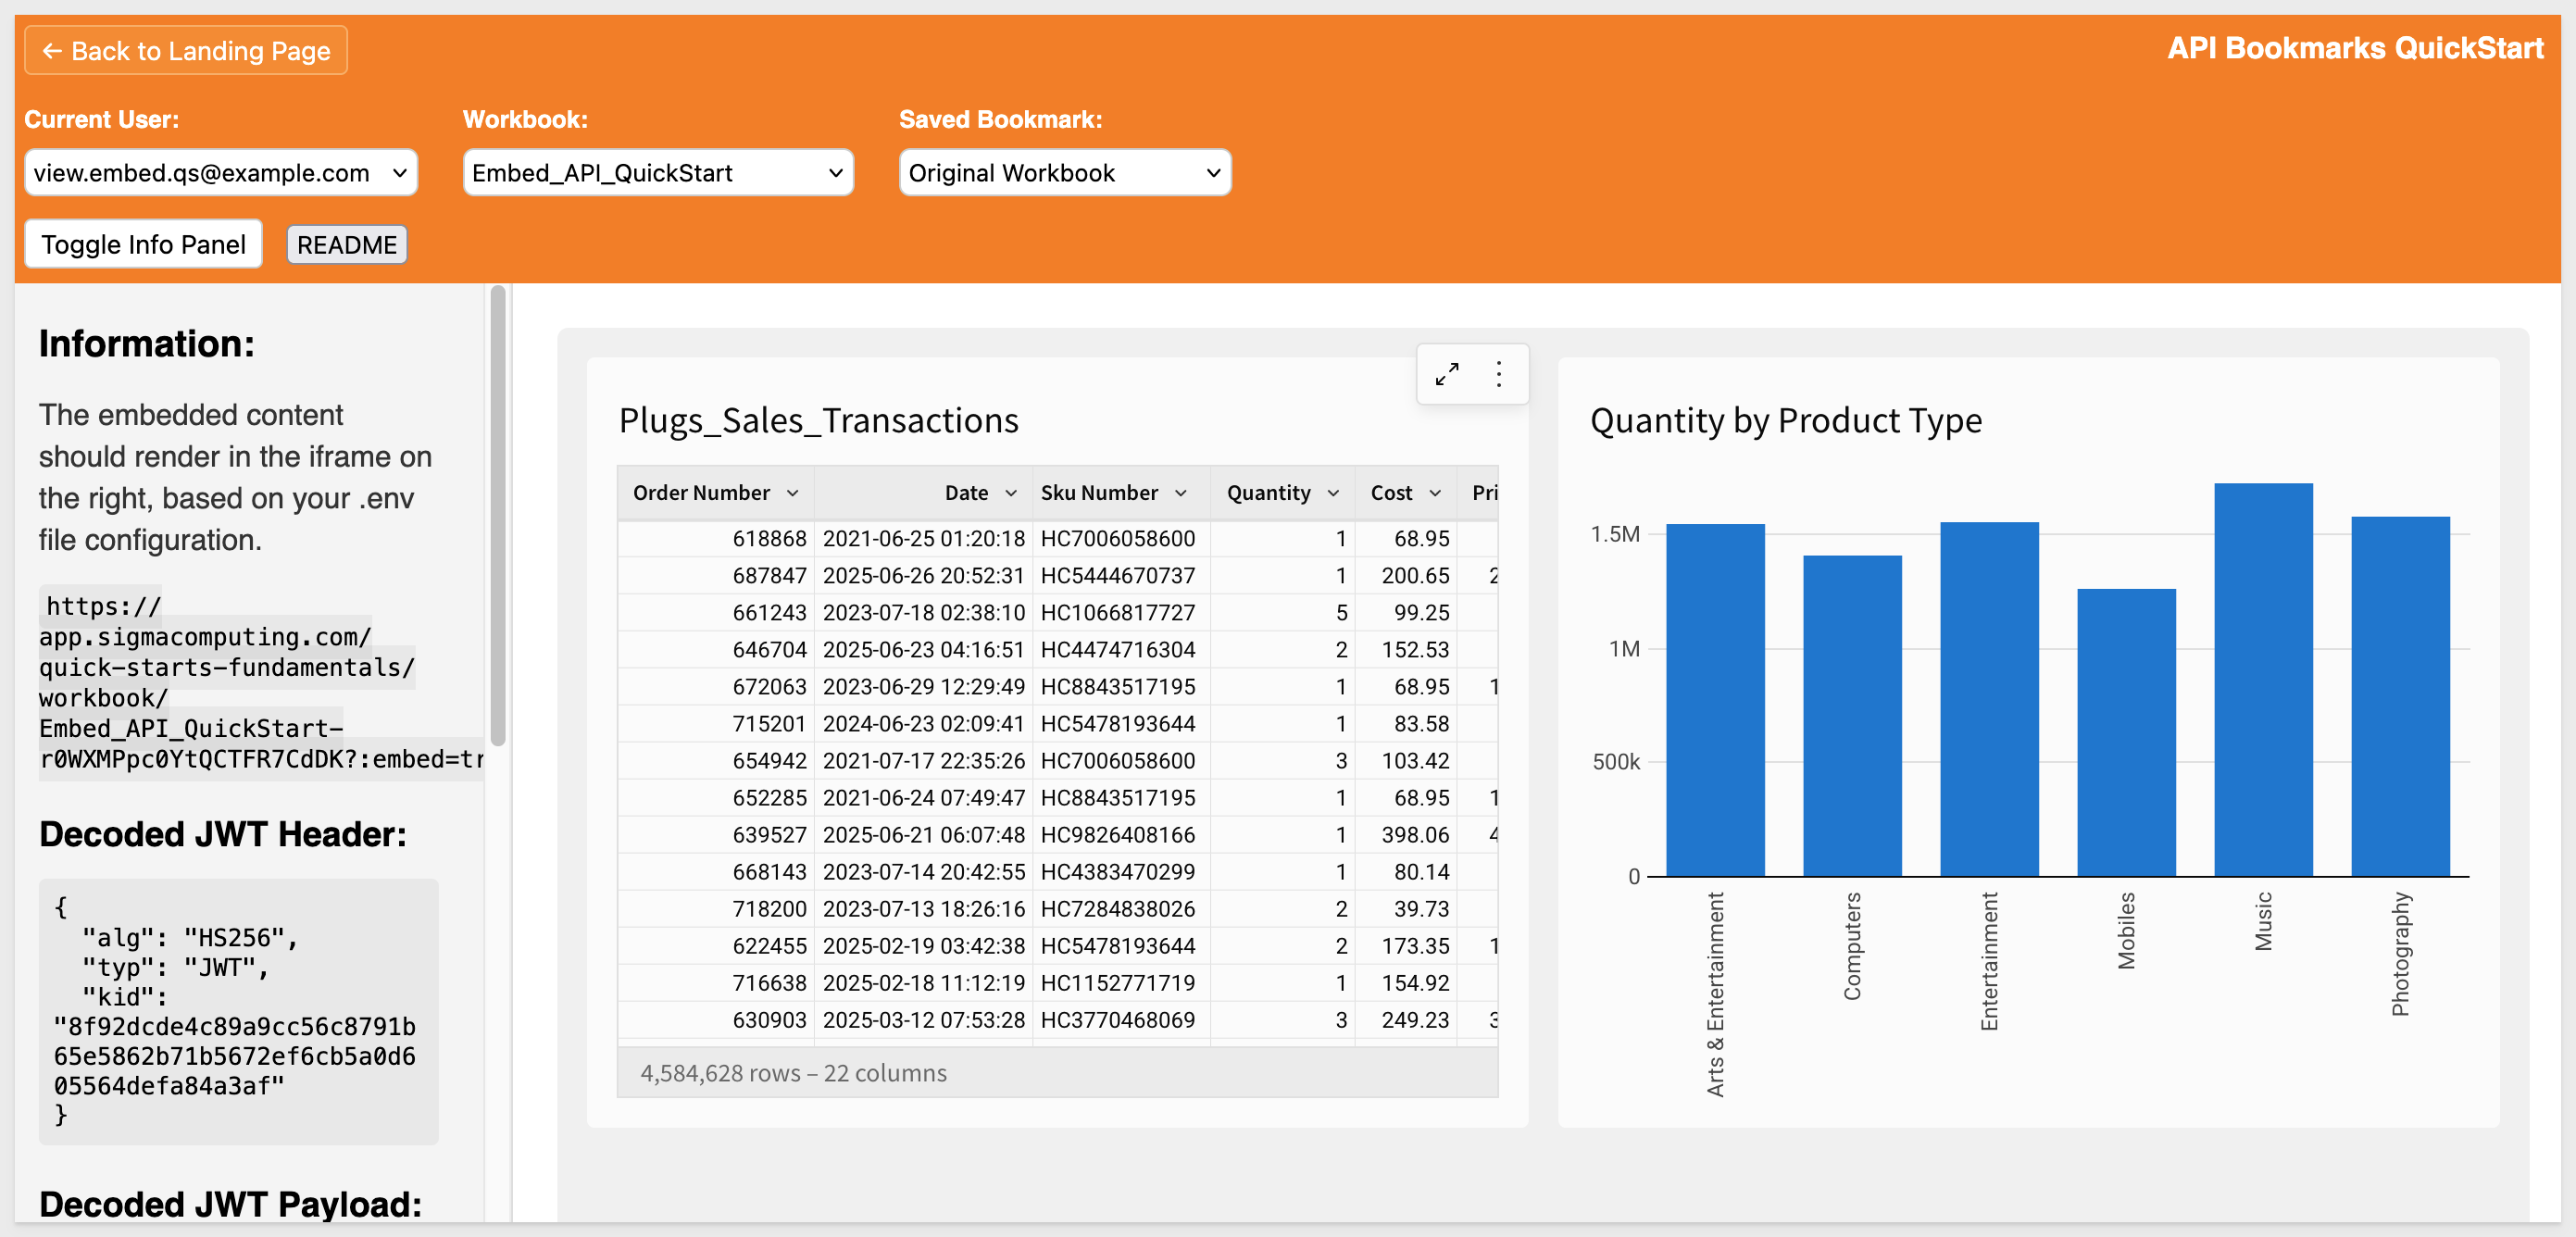 ← Back to Landing Page
API Bookmarks QuickStart
Current User:
Workbook:
Saved Bookmark:
view.embed.qs@example.com
Embed_API_QuickStart
Original Workbook
Toggle Info Panel
README
Information:
The embedded content
should render in the iframe on
the right, based on your .env
file configuration.
https://
app.sigmacomputing.com/
quick-starts-fundamentals/
workbook/
Embed_API_QuickStart-
r0WXMPpc0YtQCTFR7CdDK?:embed=tr
Decoded JWT Header:
{
"alg": "HS256",
"typ": "JWT",
"kid":
"8f92dcde4c89a9cc56c8791b
65e5862b71b5672ef6cb5a0d6
05564defa84a3af"
}
Decoded JWT Payload:
Plugs_Sales_Transactions
Order Number Date Sku Number Quantity Cost Pri
618868 2021-06-25 01:20:18 HC7006058600 1 68.95
687847 2025-06-26 20:52:31 HC5444670737 1 200.65 2
661243 2023-07-18 02:38:10 HC1066817727 5 99.25
646704 2025-06-23 04:16:51 HC4474716304 2 152.53
672063 2023-06-29 12:29:49 HC8843517195 1 68.95 1
715201 2024-06-23 02:09:41 HC5478193644 1 83.58
654942 2021-07-17 22:35:26 HC7006058600 3 103.42
652285 2021-06-24 07:49:47 HC8843517195 1 68.95 1
639527 2025-06-21 06:07:48 HC9826408166 1 398.06 4
668143 2023-07-14 20:42:55 HC4383470299 1 80.14
718200 2023-07-13 18:26:16 HC7284838026 2 39.73
622455 2025-02-19 03:42:38 HC5478193644 2 173.35 1
716638 2025-02-18 11:12:19 HC1152771719 1 154.92
630903 2025-03-12 07:53:28 HC3770468069 3 249.23 3
4,584,628 rows – 22 columns
Quantity by Product Type
1.5M
1M
500k
0
Arts & Entertainment
Computers
Entertainment
Mobiles
Music
Photography